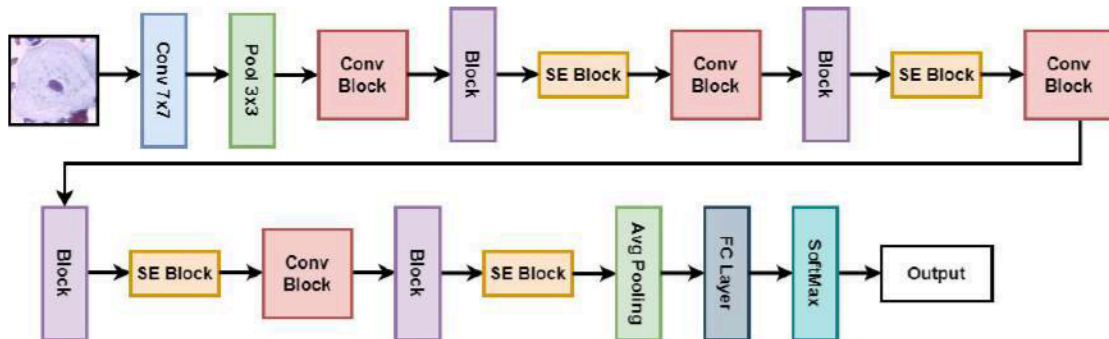 Conv 7x7
Pool 3x3
Conv
Block
Block
SE Block
Conv
Block
Block
SE Block
Conv
Block
Block
SE Block
Conv
Block
Block
SE Block
Avg Pooling
FC Layer
SoftMax
Output